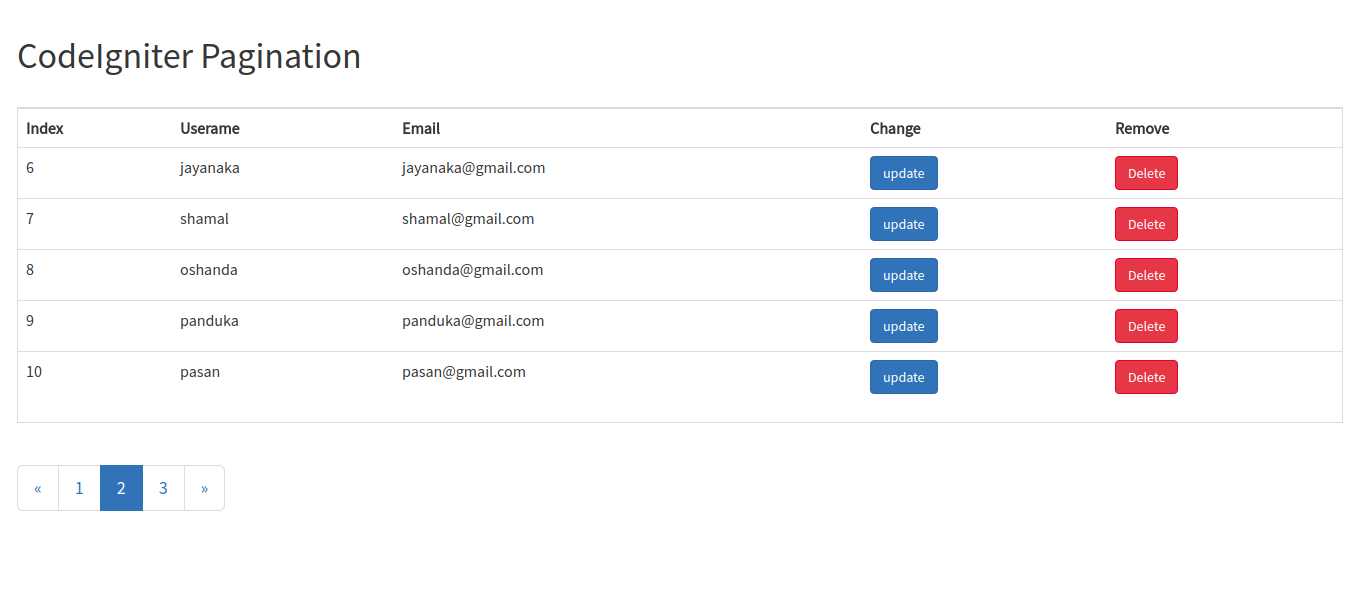 CodeIgniter Pagination
Index Userame Email Change Remove
6 jayanaka jayanaka@gmail.com update Delete
7 shamal shamal@gmail.com update Delete
8 oshanda oshanda@gmail.com update Delete
9 panduka panduka@gmail.com update Delete
10 pasan pasan@gmail.com update Delete
« 1 2 3 »